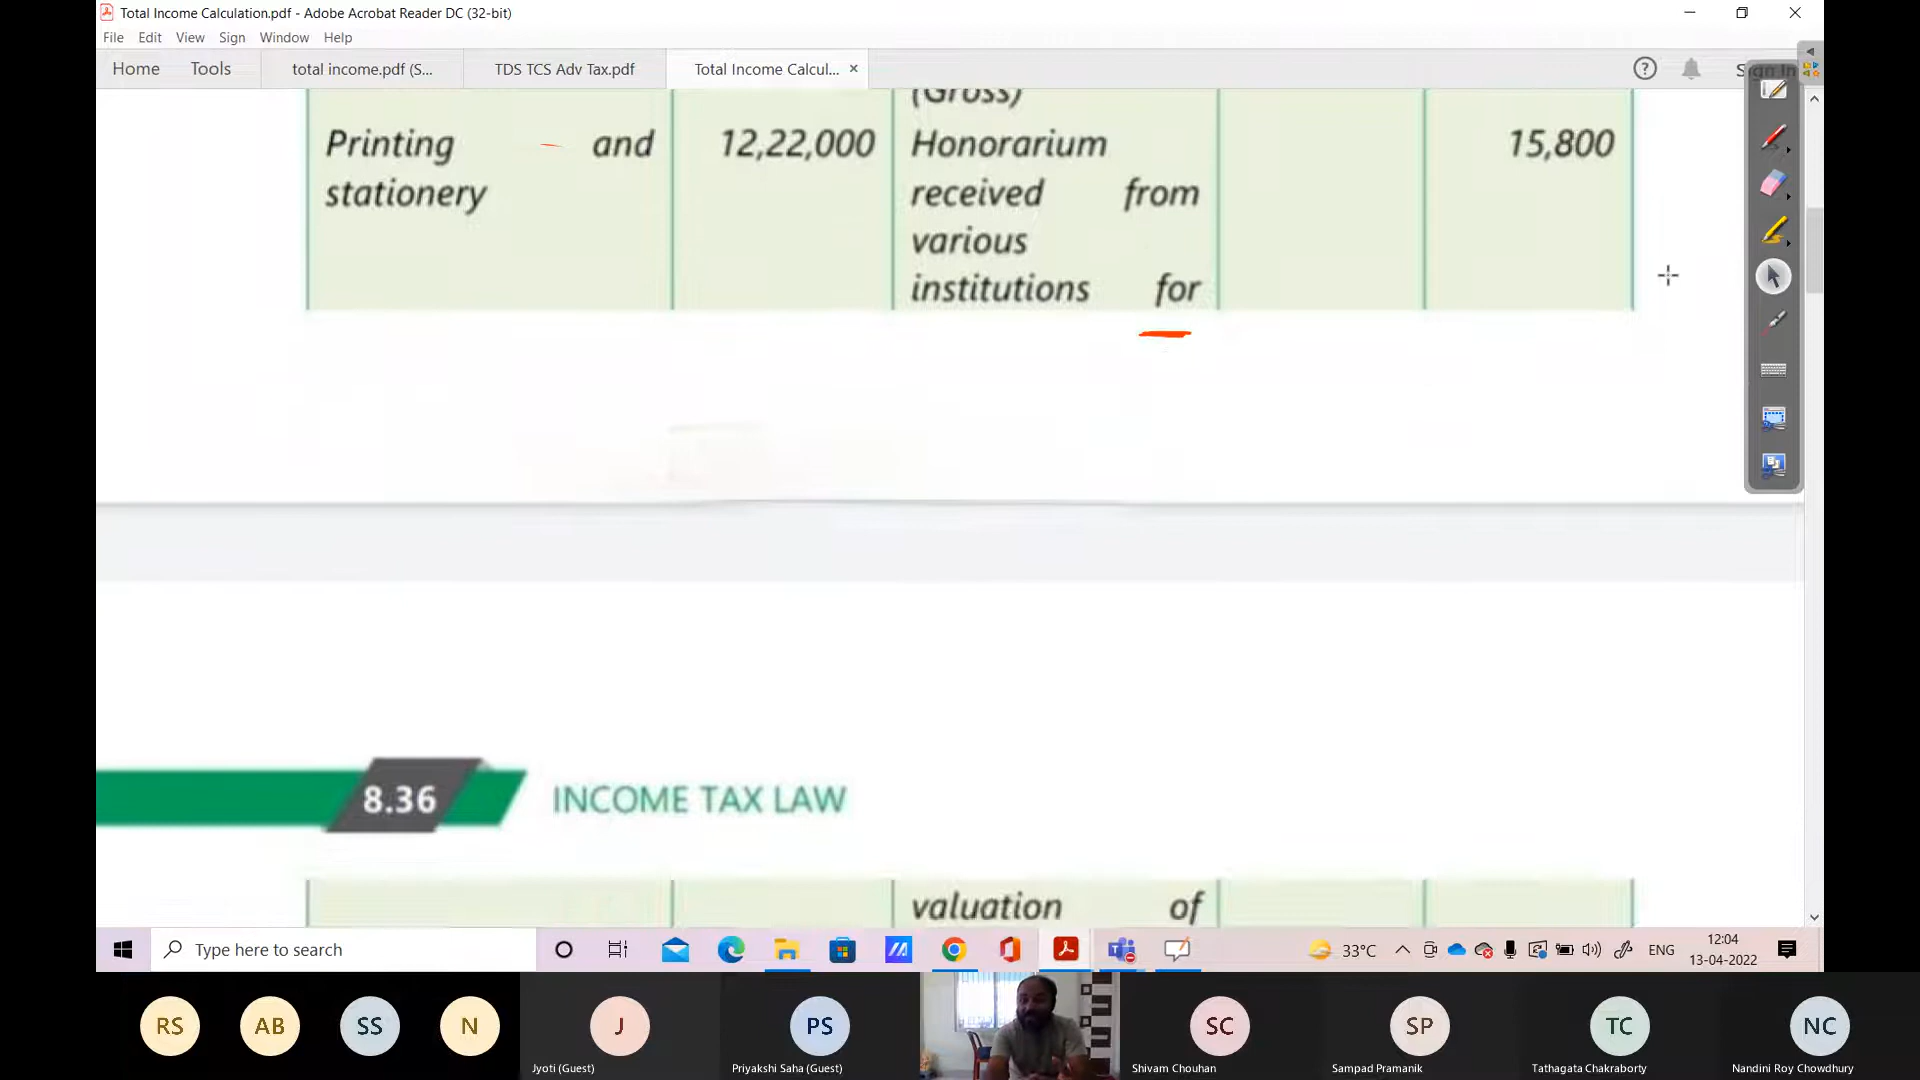 Total Income Calculation.pdf - Adobe Acrobat Reader DC (32-bit)
File Edit View Sign Window Help
Home Tools total income.pdf (S... TDS TCS Adv Tax.pdf Total Income Calcul... ×
(Gross)
Printing and 12,22,000 Honorarium 15,800
stationery received from
various
institutions for
8.36 INCOME TAX LAW
valuation of
Type here to search 33°C ENG 12:04
13-04-2022
RS AB SS N J PS SC SP TC NC
Jyoti (Guest) Priyakshi Saha (Guest) Shivam Chouhan Sampad Pramanik Tathagata Chakraborty Nandini Roy Chowdhury